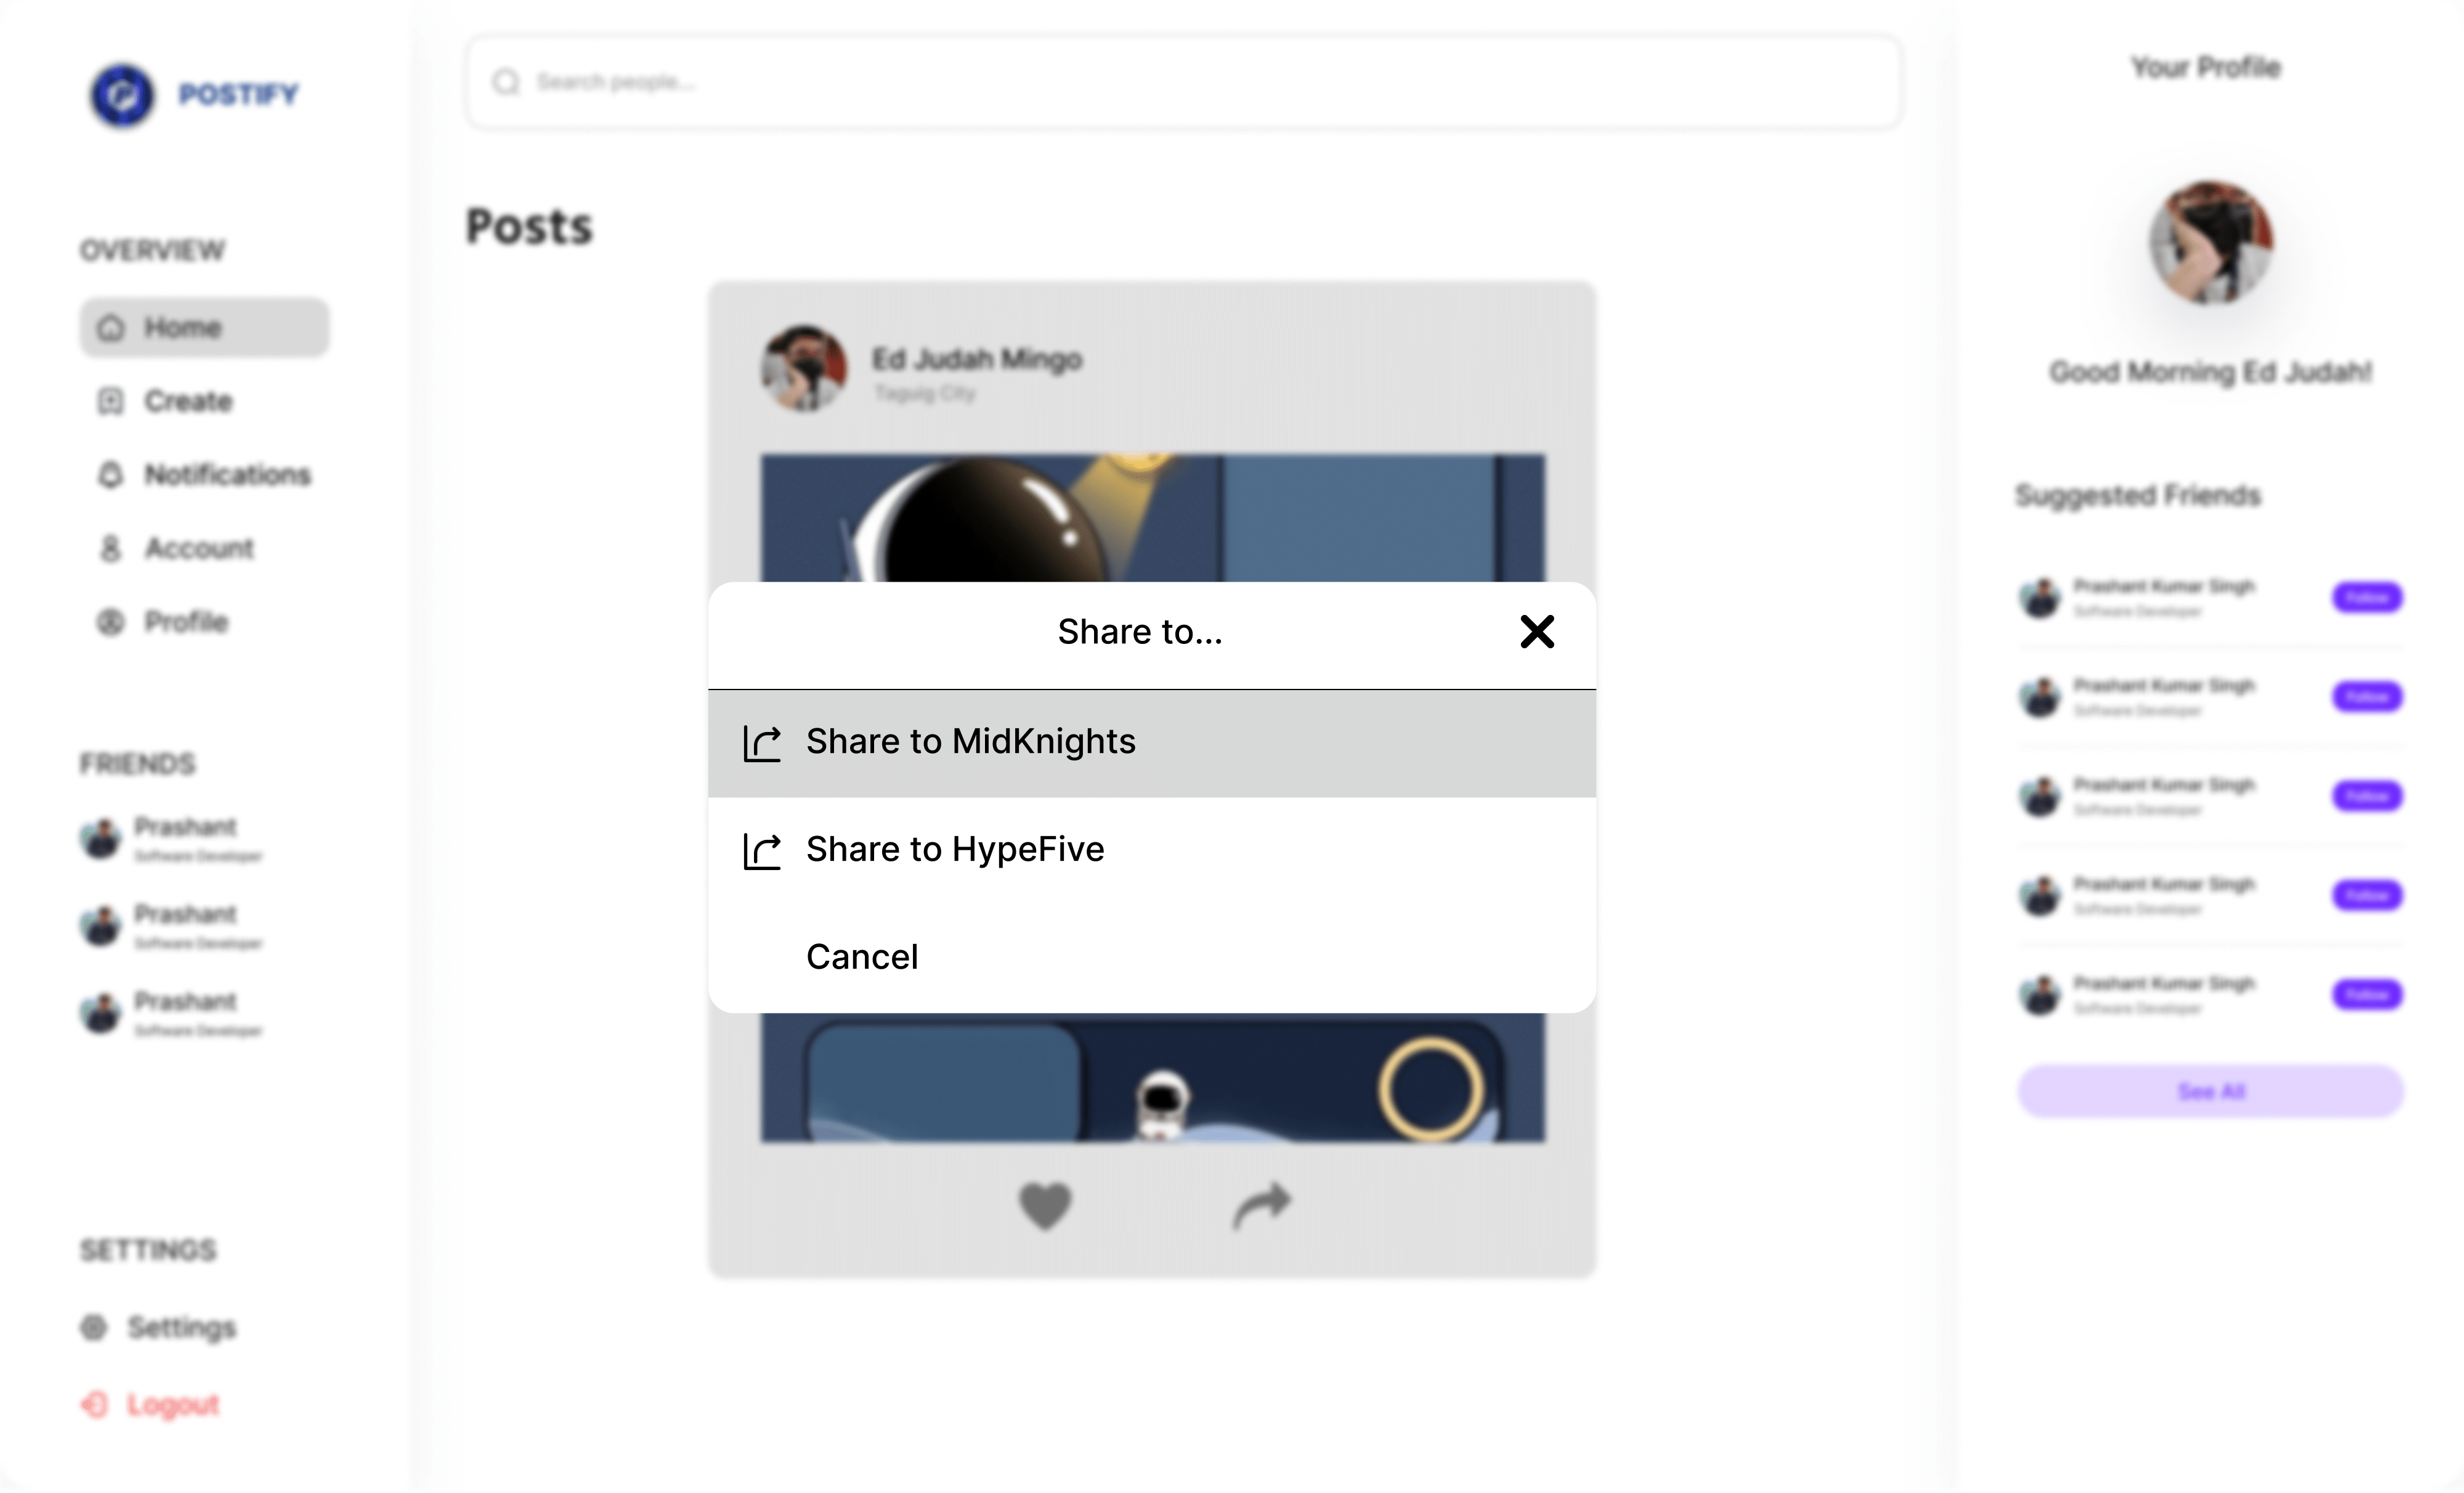 POSTIFY
OVERVIEW
Home
Create
Notifications
Account
Profile
FRIENDS
Prashant
Software Developer
Prashant
Software Developer
Prashant
Software Developer
SETTINGS
Settings
Logout
Search people...
Posts
Ed Judah Mingo
Taguig City
Share to...
Share to MidKnights
Share to HypeFive
Cancel
Your Profile
Good Morning Ed Judah!
Suggested Friends
Prashant Kumar Singh
Software Developer
Follow
Prashant Kumar Singh
Software Developer
Follow
Prashant Kumar Singh
Software Developer
Follow
Prashant Kumar Singh
Software Developer
Follow
Prashant Kumar Singh
Software Developer
Follow
See All